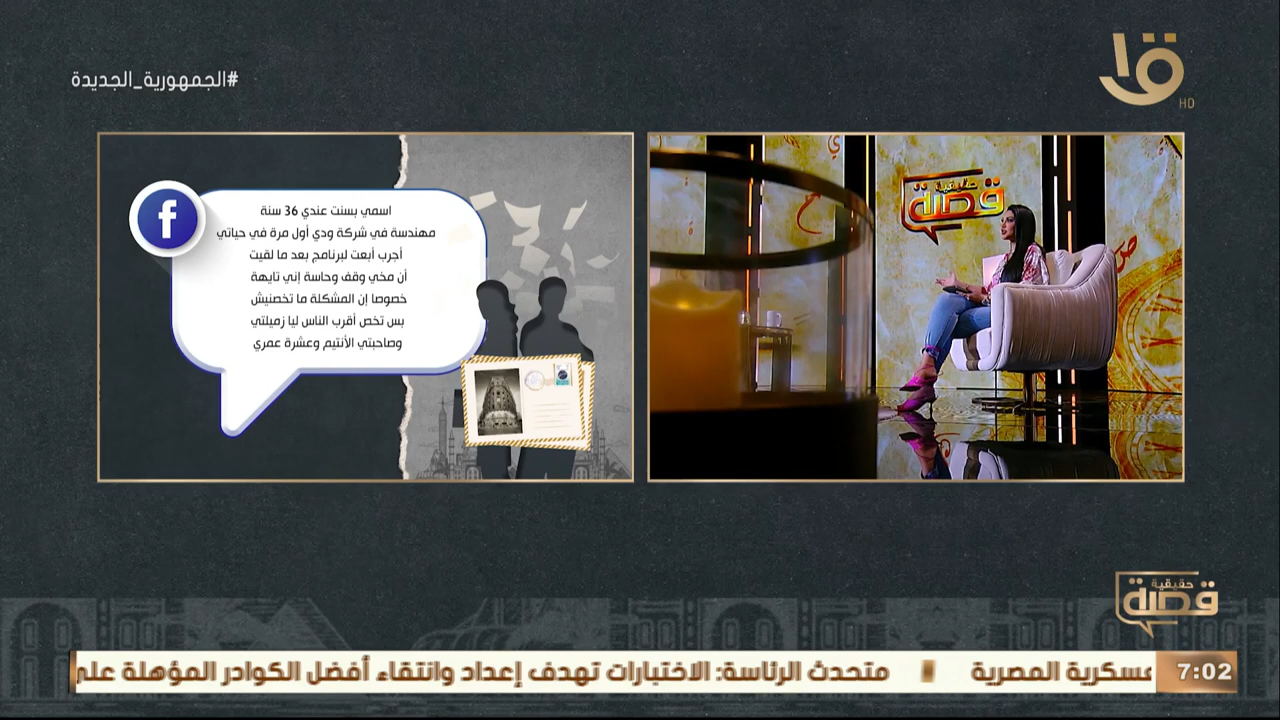 #الجمهورية_الجديدة
HD
حقيقية
قصة
اسمي بسنت عندي 36 سنة
مهندسة في شركة ودي أول مرة في حياتي
أجرب أبعت لبرنامج بعد ما لقيت
أن مخي وقف وحاسة إني تايهة
خصوصا إن المشكلة ما تخصنيش
بس تخص أقرب الناس ليا زميلتي
وصاحبتي الأنتيم وعشرة عمري
حقيقية
قصة
7:02
المصرية
متحدث الرئاسة: الاختبارات تهدف إعداد وانتقاء أفضل الكوادر المؤهلة